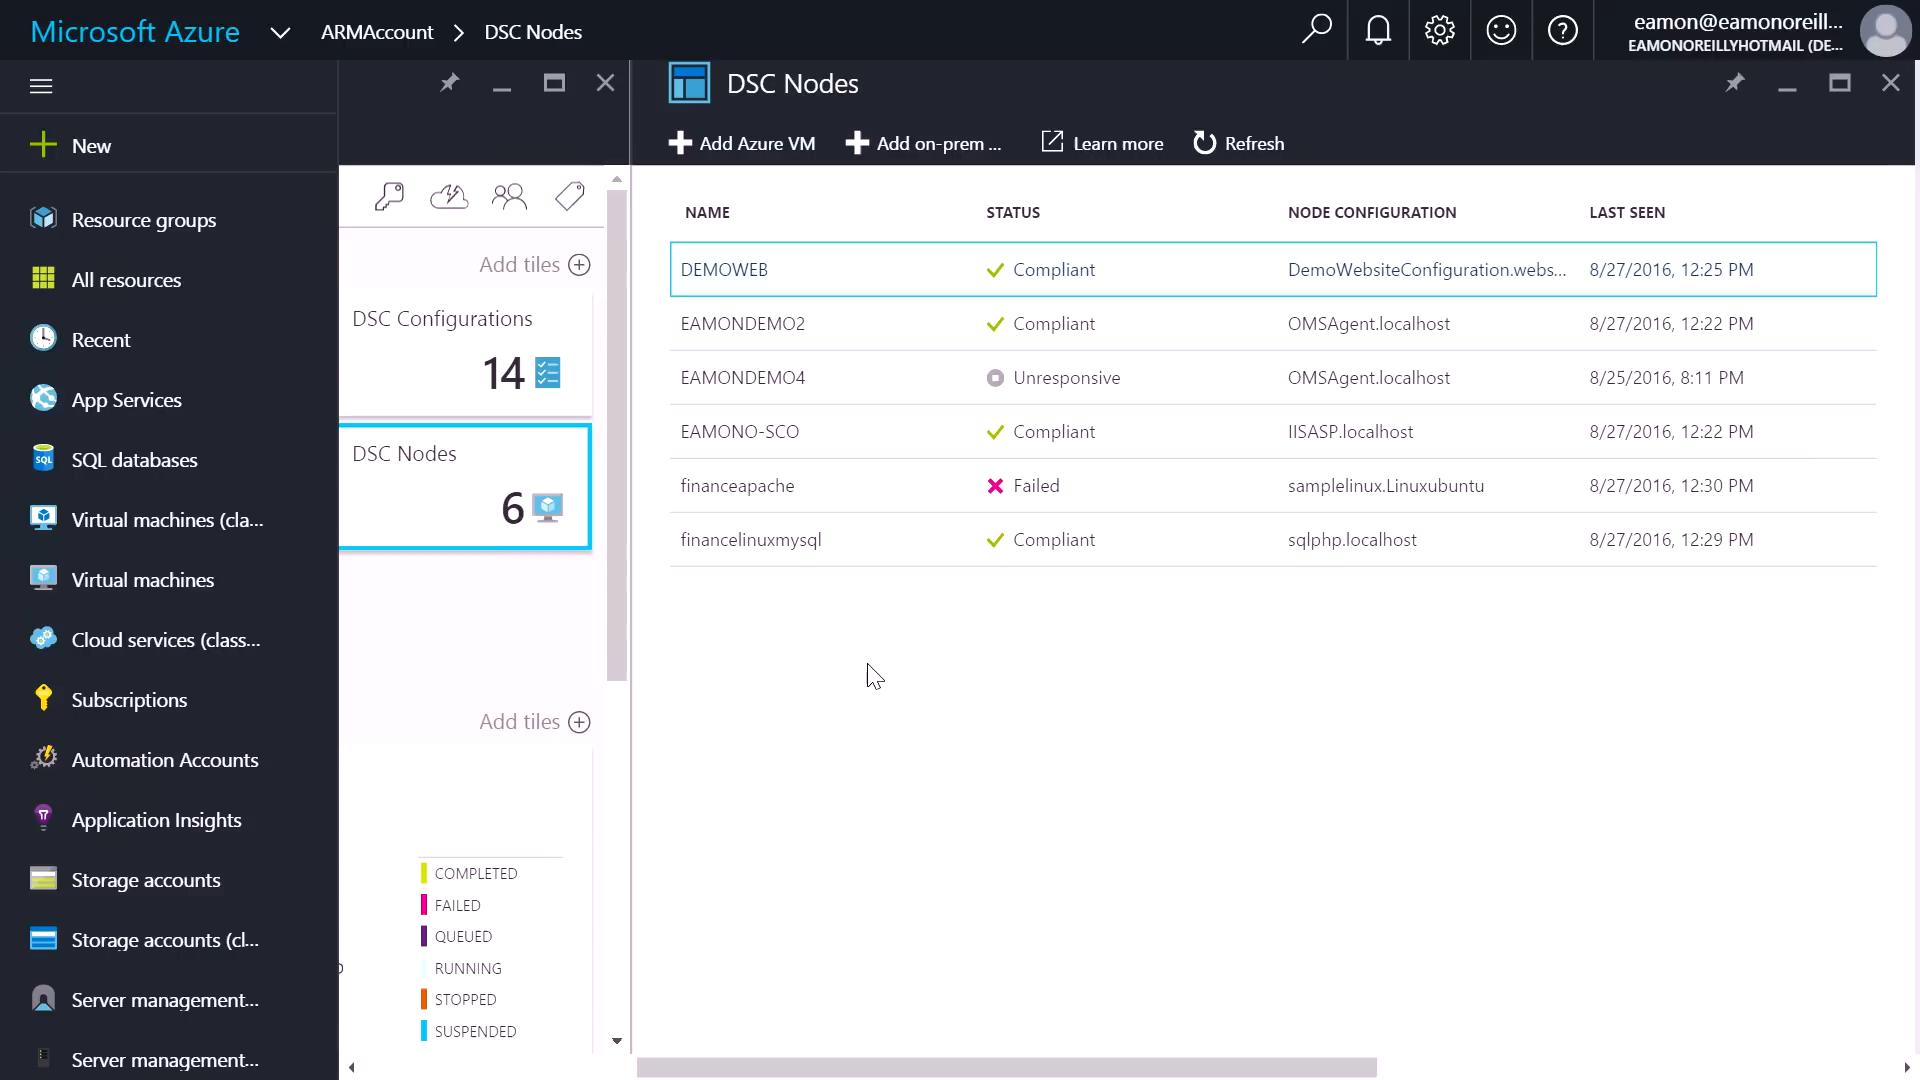 Microsoft Azure
ARMAccount > DSC Nodes
eamon@eamonoreill...
EAMONOREILLYHOTMAIL (DE...
New
Resource groups
All resources
Recent
App Services
SQL databases
Virtual machines (cla...
Virtual machines
Cloud services (class...
Subscriptions
Automation Accounts
Application Insights
Storage accounts
Storage accounts (cl...
Server management...
Server management...
Add tiles
DSC Configurations
14
DSC Nodes
6
Add tiles
COMPLETED
FAILED
QUEUED
RUNNING
STOPPED
SUSPENDED
DSC Nodes
Add Azure VM
Add on-prem ...
Learn more
Refresh
NAME STATUS NODE CONFIGURATION LAST SEEN
DEMOWEB Compliant DemoWebsiteConfiguration.webs... 8/27/2016, 12:25 PM
EAMONDEMO2 Compliant OMSAgent.localhost 8/27/2016, 12:22 PM
EAMONDEMO4 Unresponsive OMSAgent.localhost 8/25/2016, 8:11 PM
EAMONO-SCO Compliant IISASP.localhost 8/27/2016, 12:22 PM
financeapache Failed samplelinux.Linuxubuntu 8/27/2016, 12:30 PM
financelinuxmysql Compliant sqlphp.localhost 8/27/2016, 12:29 PM